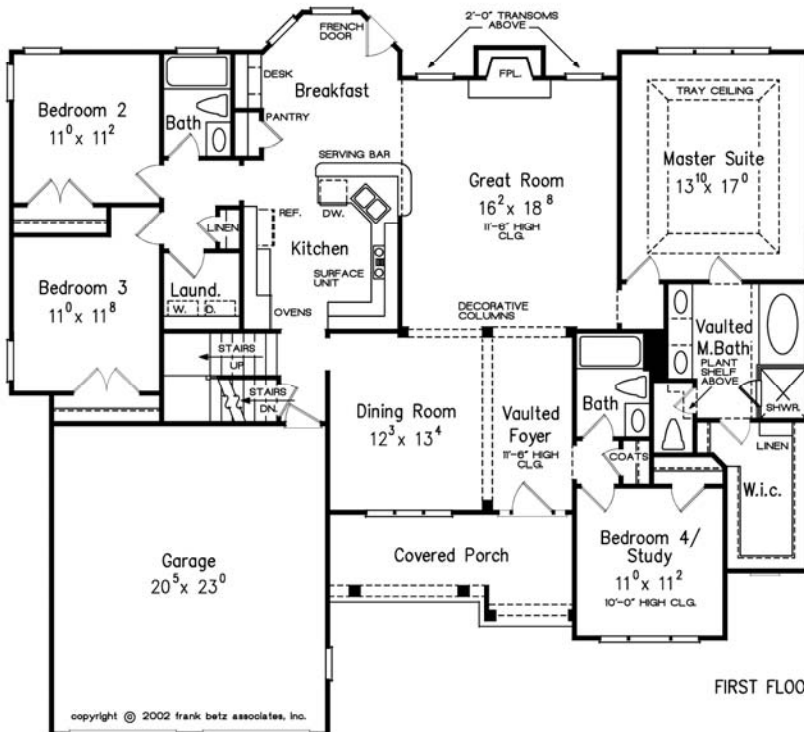 2'-0" TRANSOMS
ABOVE
FRENCH
DOOR
FPL.
DESK
Breakfast
TRAY CEILING
Bedroom 2
11⁰ x 11²
Bath
PANTRY
SERVING BAR
Great Room
16² x 18⁸
11'-6" HIGH
CLG.
Master Suite
13¹⁰ x 17⁰
DW.
LINEN
REF.
Kitchen
SURFACE
UNIT
Bedroom 3
11⁰ x 11⁸
Laund.
W. D.
OVENS
DECORATIVE
COLUMNS
Vaulted
M.Bath
PLANT
SHELF
ABOVE
SHWR.
STAIRS
UP
STAIRS
DN.
Dining Room
12³ x 13⁴
Vaulted
Foyer
11'-6" HIGH
CLG.
Bath
COATS
LINEN
W.i.c.
Covered Porch
Bedroom 4/
Study
11⁰ x 11²
10'-0" HIGH CLG.
Garage
20⁵ x 23⁰
FIRST FLOO
copyright © 2002 frank betz associates, inc.